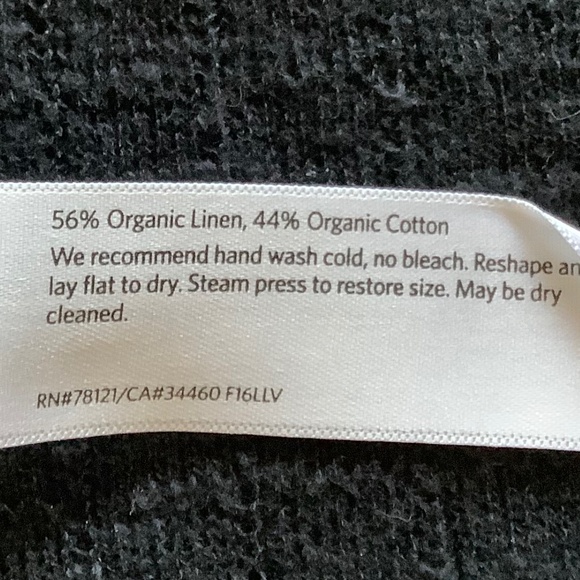 56% Organic Linen, 44% Organic Cotton
We recommend hand wash cold, no bleach. Reshape an
lay flat to dry. Steam press to restore size. May be dry
cleaned.
RN#78121/CA#34460 F16LLV